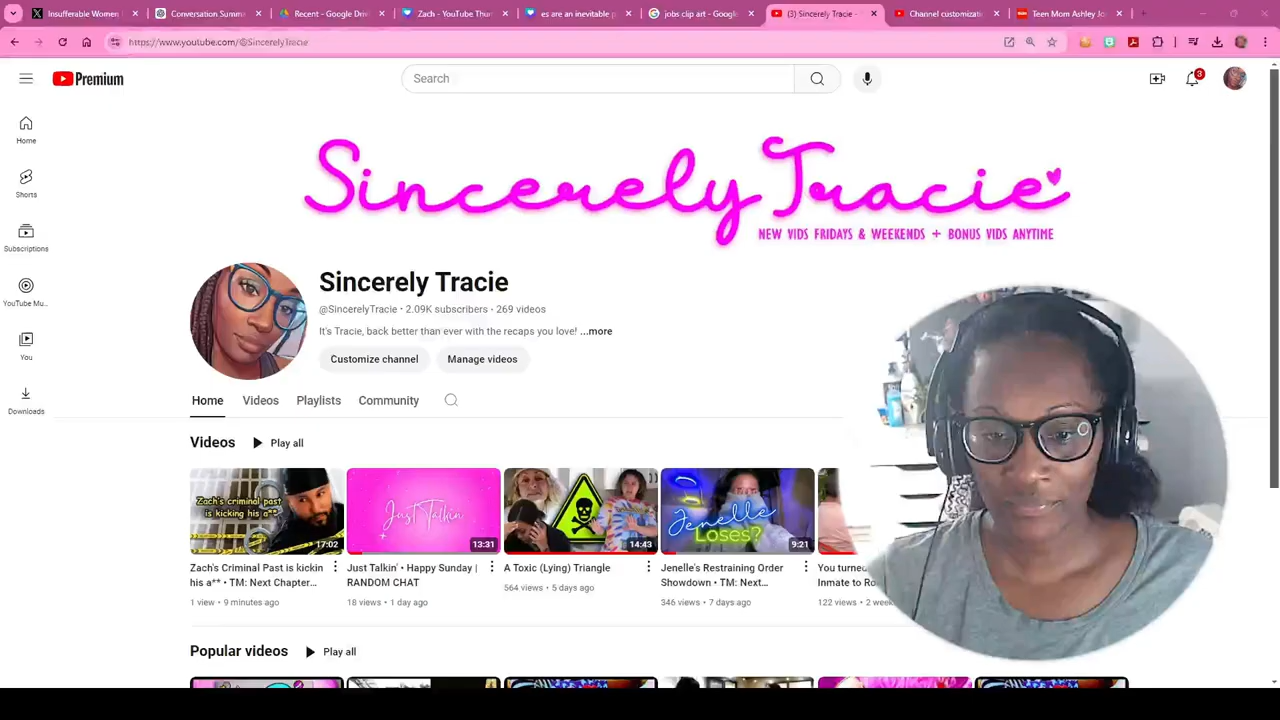 Insufferable Women
Conversation Summ
Recent - Google Driv
Zach - YouTube Thun
es are an inevitable p
jobs clip art - Google
(3) Sincerely Tracie -
Channel customizati
Teen Mom Ashley Jo
https://www.youtube.com/@SincerelyTracie
Premium
Search
3
Home
Shorts
Subscriptions
YouTube Mu...
You
Downloads
SincerelyTracie
NEW VIDS FRIDAYS & WEEKENDS + BONUS VIDS ANYTIME
Sincerely Tracie
@SincerelyTracie • 2.09K subscribers • 269 videos
It's Tracie, back better than ever with the recaps you love! ...more
Customize channel
Manage videos
Home
Videos
Playlists
Community
Videos
Play all
Zach's criminal past
is kicking his a**
17:02
Just Talkin
13:31
14:43
Jenelle
Loses?
9:21
Zach's Criminal Past is kickin
his a** • TM: Next Chapter...
1 view • 9 minutes ago
Just Talkin' • Happy Sunday |
RANDOM CHAT
18 views • 1 day ago
A Toxic (Lying) Triangle
564 views • 5 days ago
Jenelle's Restraining Order
Showdown • TM: Next...
346 views • 7 days ago
You turned
Inmate to Ro
122 views • 2 week
Popular videos
Play all